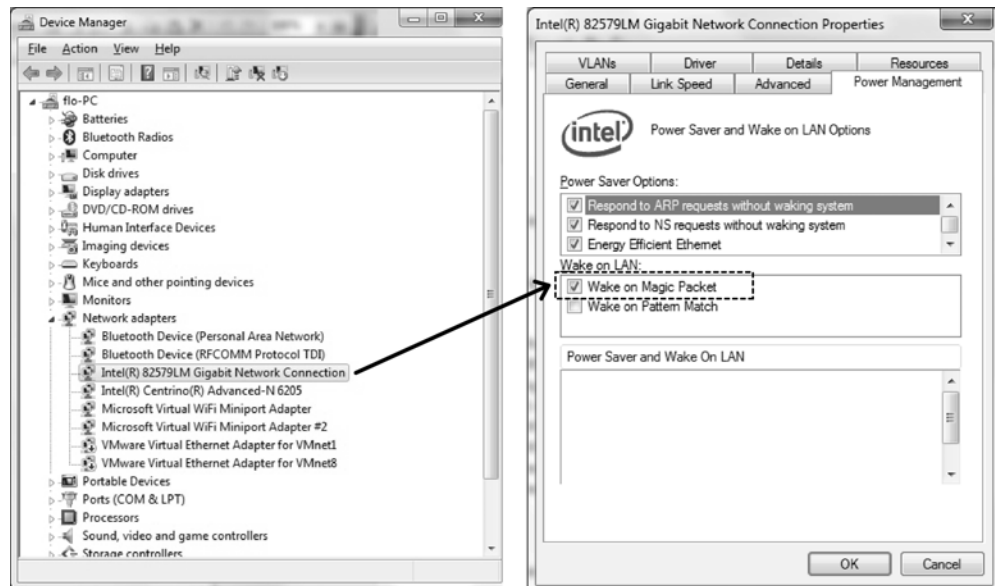 Device Manager
File Action View Help
flo-PC
Batteries
Bluetooth Radios
Computer
Disk drives
Display adapters
DVD/CD-ROM drives
Human Interface Devices
Imaging devices
Keyboards
Mice and other pointing devices
Monitors
Network adapters
Bluetooth Device (Personal Area Network)
Bluetooth Device (RFCOMM Protocol TDI)
Intel(R) 82579LM Gigabit Network Connection
Intel(R) Centrino(R) Advanced-N 6205
Microsoft Virtual WiFi Miniport Adapter
Microsoft Virtual WiFi Miniport Adapter #2
VMware Virtual Ethernet Adapter for VMnet1
VMware Virtual Ethernet Adapter for VMnet8
Portable Devices
Ports (COM & LPT)
Processors
Sound, video and game controllers
Storage controllers
Intel(R) 82579LM Gigabit Network Connection Properties
VLANs Driver Details Resources
General Link Speed Advanced Power Management
intel Power Saver and Wake on LAN Options
Power Saver Options:
Respond to ARP requests without waking system
Respond to NS requests without waking system
Energy Efficient Ethernet
Wake on LAN:
Wake on Magic Packet
Wake on Pattern Match
Power Saver and Wake On LAN
OK Cancel